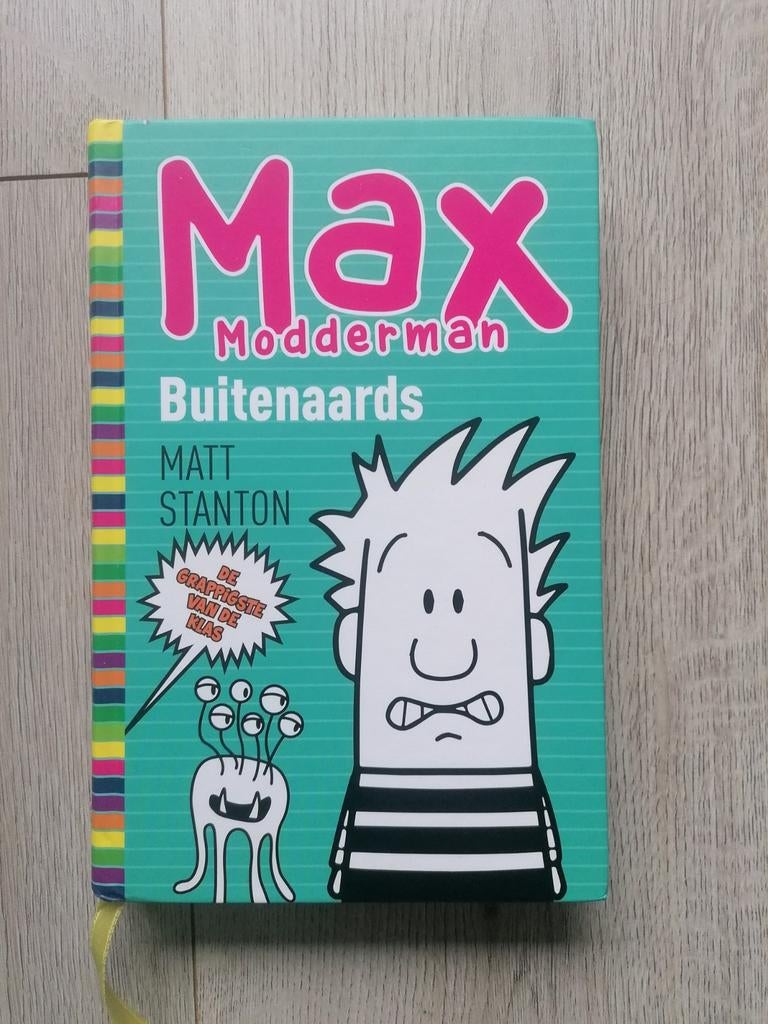 Max
Modderman
Buitenaards
MATT
STANTON
DE
GRAPPiGSTE
VAN DE
KLAS